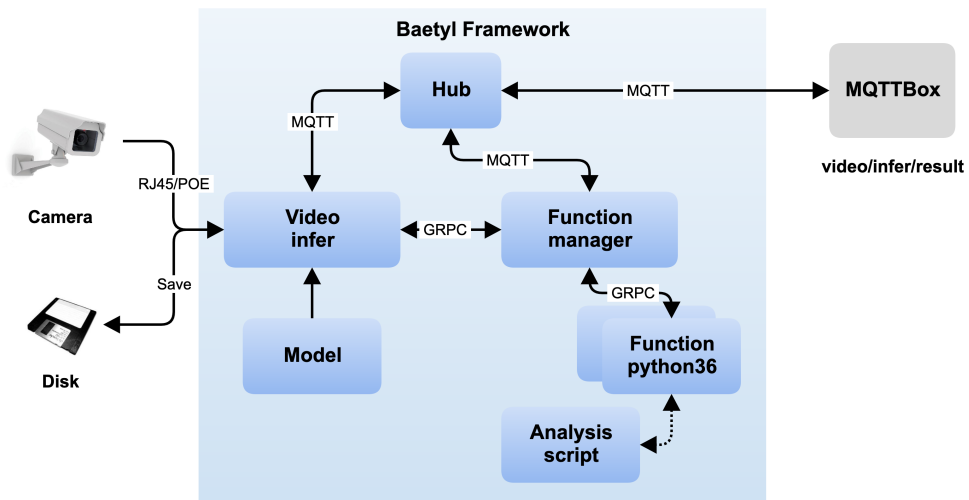 Baetyl Framework
Hub
MQTT
MQTTBox
MQTT
MQTT
video/infer/result
RJ45/POE
Camera
Video
infer
GRPC
Function
manager
Save
GRPC
Model
Function
python36
Disk
Analysis
script